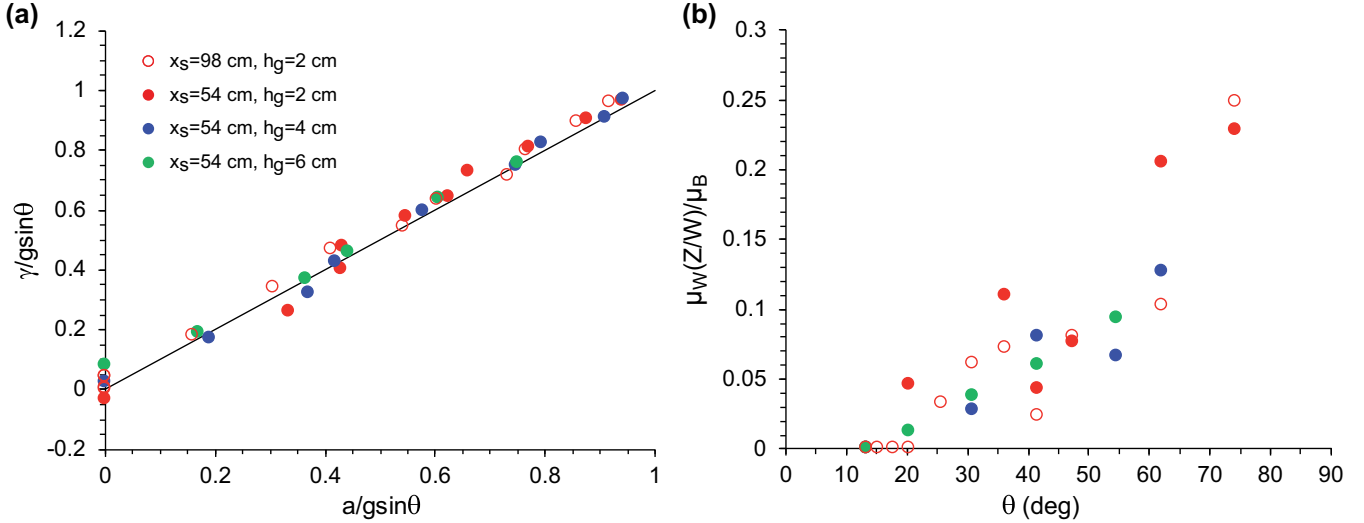 (a)
1.2
1
0.8
0.6
0.4
0.2
0
-0.2
γ/gsinθ
xs=98 cm, hg=2 cm
xs=54 cm, hg=2 cm
xs=54 cm, hg=4 cm
xs=54 cm, hg=6 cm
0 0.2 0.4 0.6 0.8 1
a/gsinθ
(b)
0.3
0.25
0.2
0.15
0.1
0.05
0
μW(Z/W)/μB
0 10 20 30 40 50 60 70 80 90
θ (deg)